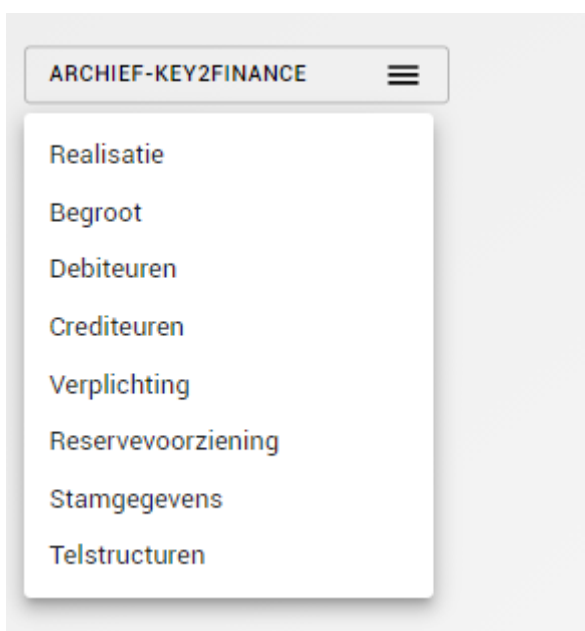 ARCHIEF-KEY2FINANCE
Realisatie
Begroot
Debiteuren
Crediteuren
Verplichting
Reservevoorziening
Stamgegevens
Telstructuren